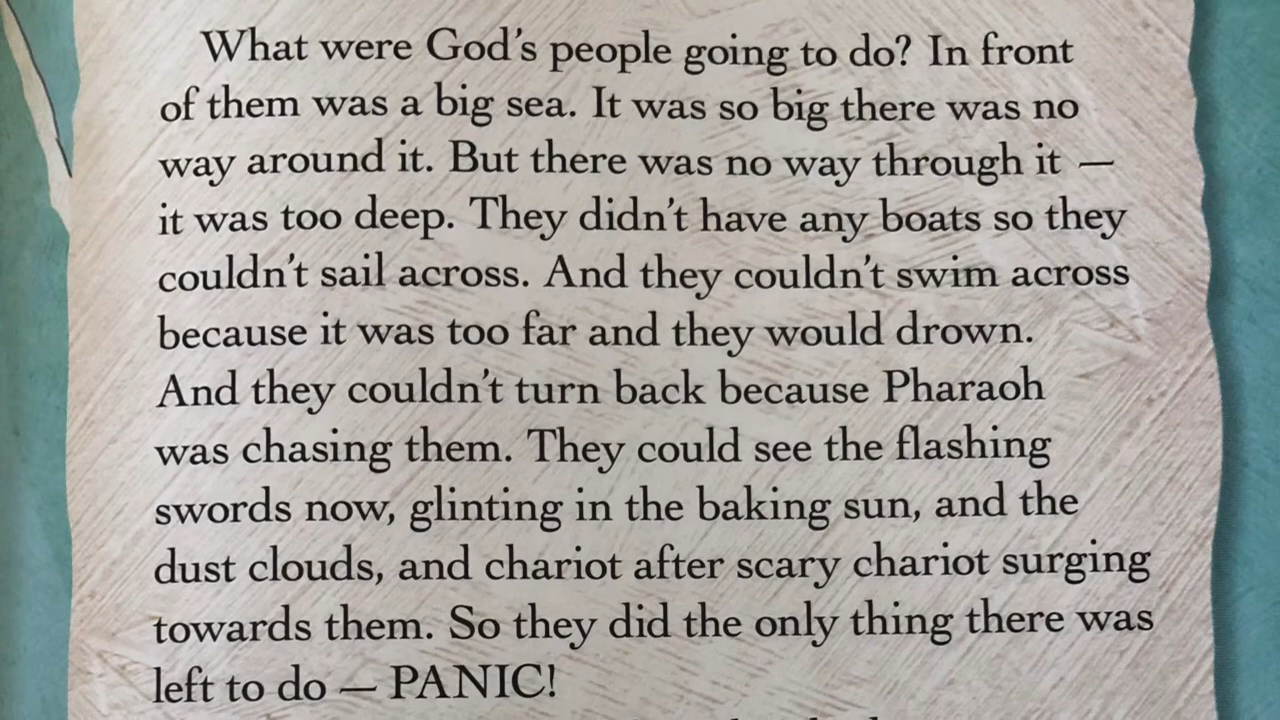 What were God's people going to do? In front
of them was a big sea. It was so big there was no
way around it. But there was no way through it —
it was too deep. They didn't have any boats so they
couldn't sail across. And they couldn't swim across
because it was too far and they would drown.
And they couldn't turn back because Pharaoh
was chasing them. They could see the flashing
swords now, glinting in the baking sun, and the
dust clouds, and chariot after scary chariot surging
towards them. So they did the only thing there was
left to do — PANIC!